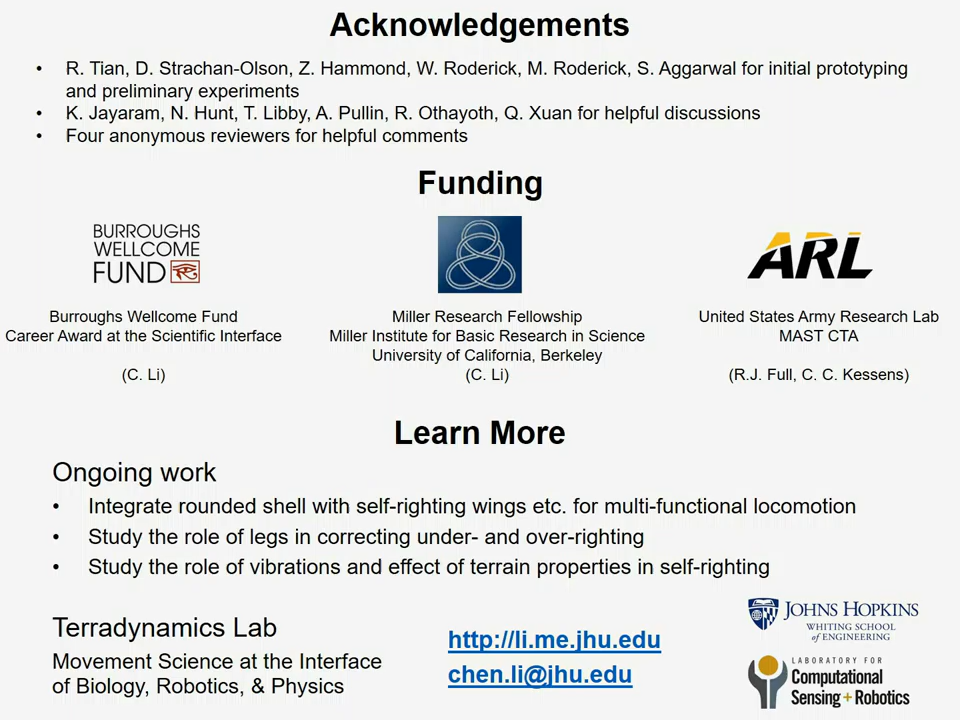 Acknowledgements
• R. Tian, D. Strachan-Olson, Z. Hammond, W. Roderick, M. Roderick, S. Aggarwal for initial prototyping
and preliminary experiments
• K. Jayaram, N. Hunt, T. Libby, A. Pullin, R. Othayoth, Q. Xuan for helpful discussions
• Four anonymous reviewers for helpful comments
Funding
BURROUGHS
WELLCOME
FUND
Burroughs Wellcome Fund
Career Award at the Scientific Interface
(C. Li)
Miller Research Fellowship
Miller Institute for Basic Research in Science
University of California, Berkeley
(C. Li)
ARL
United States Army Research Lab
MAST CTA
(R.J. Full, C. C. Kessens)
Learn More
Ongoing work
• Integrate rounded shell with self-righting wings etc. for multi-functional locomotion
• Study the role of legs in correcting under- and over-righting
• Study the role of vibrations and effect of terrain properties in self-righting
Terradynamics Lab
Movement Science at the Interface
of Biology, Robotics, & Physics
http://li.me.jhu.edu
chen.li@jhu.edu
JOHNS HOPKINS
WHITING SCHOOL
of ENGINEERING
LABORATORY FOR
Computational
Sensing + Robotics